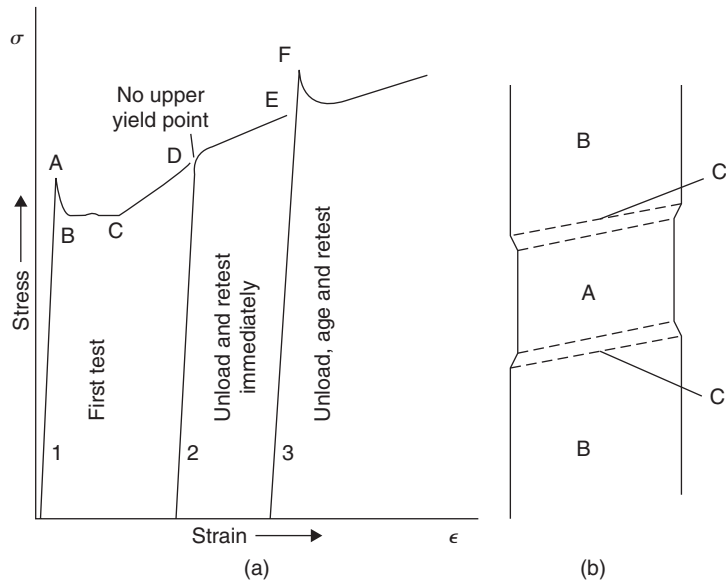 σ
F
No upper
yield point
E
D
A
B
C
Stress
First test
Unload and retest
immediately
Unload, age and retest
1
2
3
Strain
ϵ
(a)
B
C
A
C
B
(b)